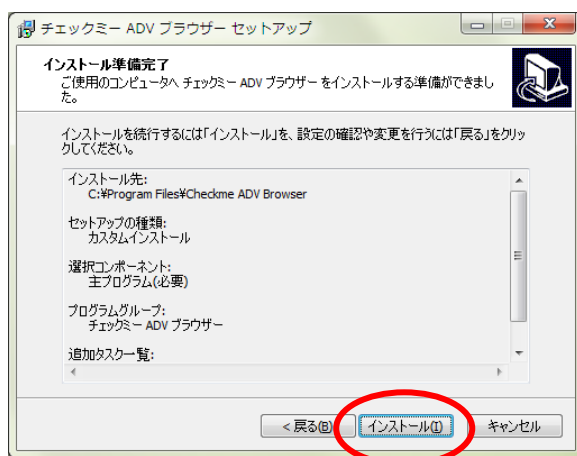 チェックミー ADV ブラウザー セットアップ
インストール準備完了
ご使用のコンピュータへ チェックミー ADV ブラウザー をインストールする準備ができまし
た。
インストールを続行するには「インストール」を、設定の確認や変更を行うには「戻る」をクリッ
クしてください。
インストール先:
C:¥Program Files¥Checkme ADV Browser
セットアップの種類:
カスタムインストール
選択コンポーネント:
主プログラム(必要)
プログラムグループ:
チェックミー ADV ブラウザー
追加タスク一覧:
< 戻る(B)
インストール(I)
キャンセル